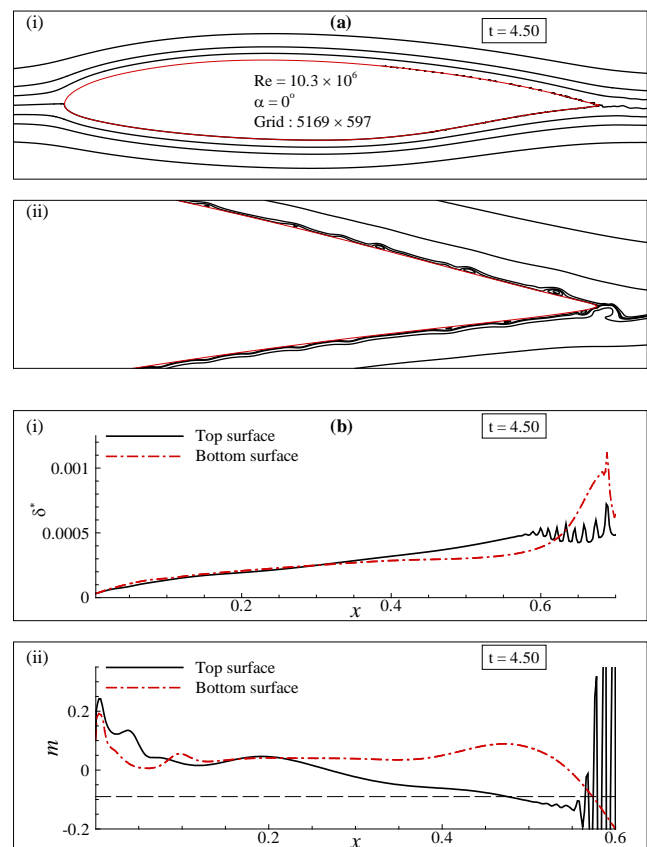 (i) (a) t = 4.50
Re = 10.3 × 10⁶
α = 0°
Grid : 5169 × 597
(ii)
(i) (b) t = 4.50
Top surface
Bottom surface
0.001
0.0005
0
δ*
0.2 0.4 0.6
x
(ii) t = 4.50
Top surface
Bottom surface
0.2
0
-0.2
m
0.2 0.4 0.6
x